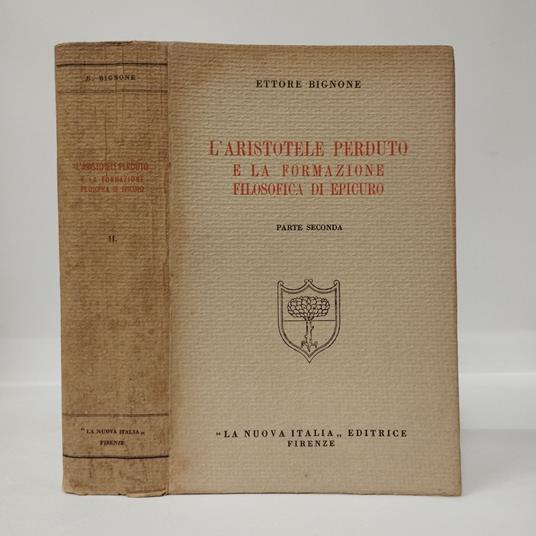 E. BIGNONE
L'ARISTOTELE PERDUTO
E LA FORMAZIONE
FILOSOFICA DI EPICURO
II.
"LA NUOVA ITALIA„
FIRENZE
ETTORE BIGNONE
L'ARISTOTELE PERDUTO
E LA FORMAZIONE
FILOSOFICA DI EPICURO
PARTE SECONDA
"LA NUOVA ITALIA„ EDITRICE
FIRENZE